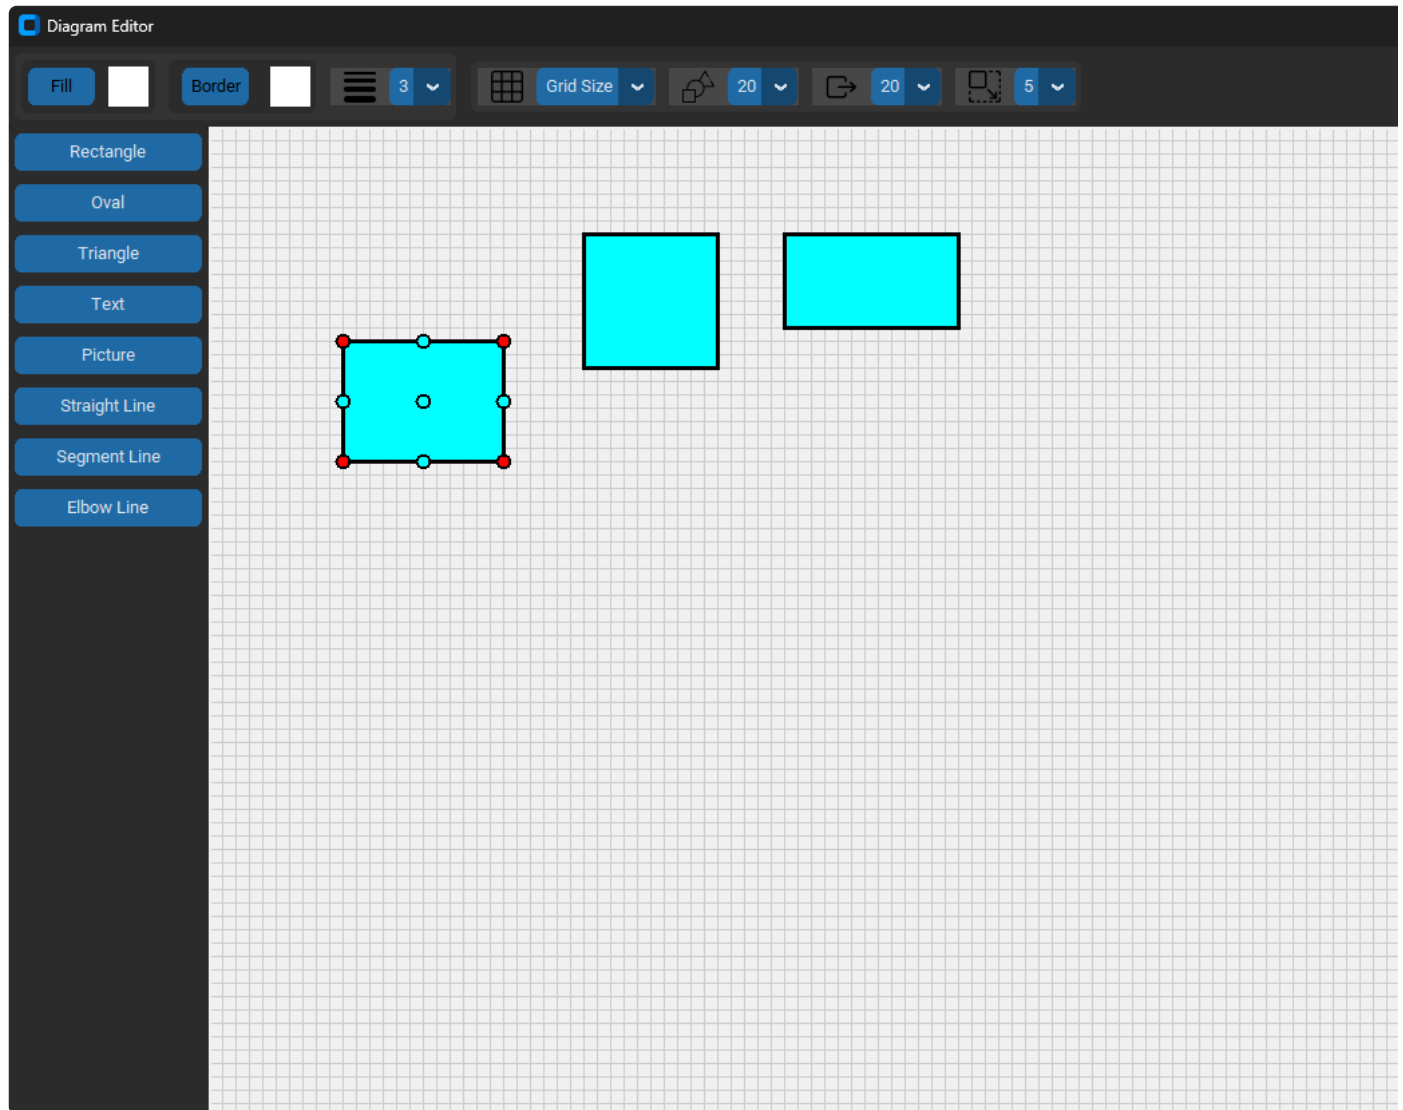 Diagram Editor
Fill Border 3 Grid Size 20 20 5
Rectangle
Oval
Triangle
Text
Picture
Straight Line
Segment Line
Elbow Line